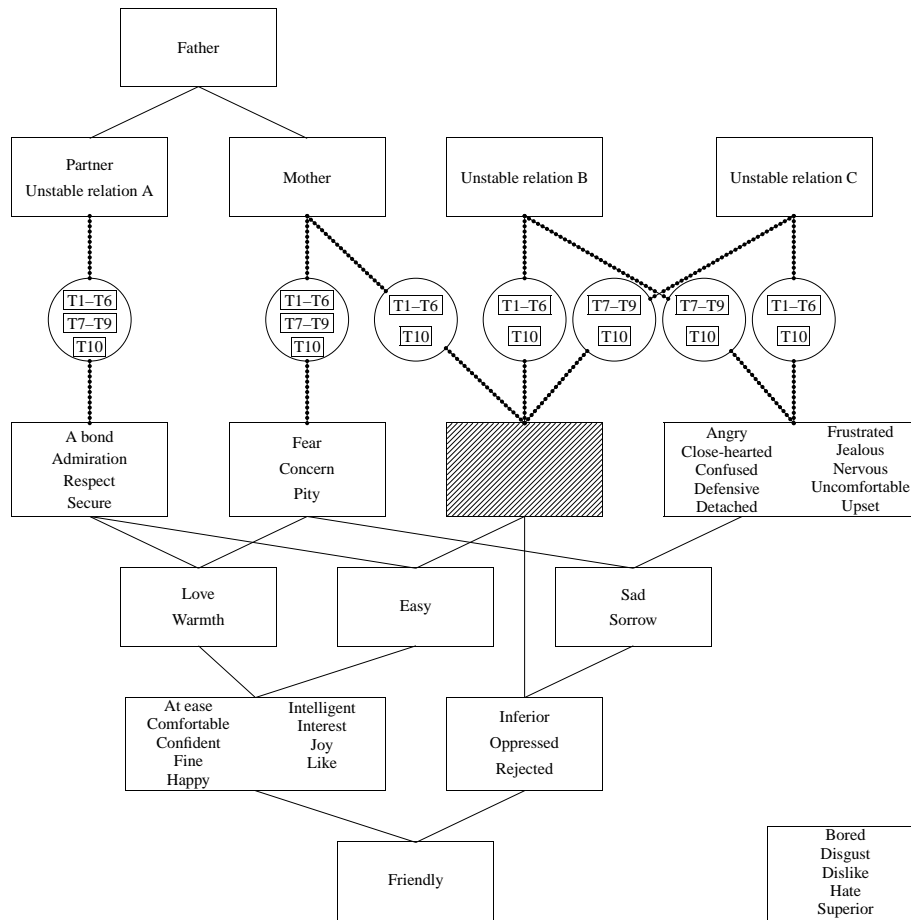 Father
Partner
Unstable relation A
Mother
Unstable relation B
Unstable relation C
T1–T6
T7–T9
T10
T1–T6
T7–T9
T10
T1–T6
T10
T1–T6
T10
T7–T9
T10
T7–T9
T10
T1–T6
T10
A bond
Admiration
Respect
Secure
Fear
Concern
Pity
Angry
Close-hearted
Confused
Defensive
Detached
Frustrated
Jealous
Nervous
Uncomfortable
Upset
Love
Warmth
Easy
Sad
Sorrow
At ease
Comfortable
Confident
Fine
Happy
Intelligent
Interest
Joy
Like
Inferior
Oppressed
Rejected
Friendly
Bored
Disgust
Dislike
Hate
Superior